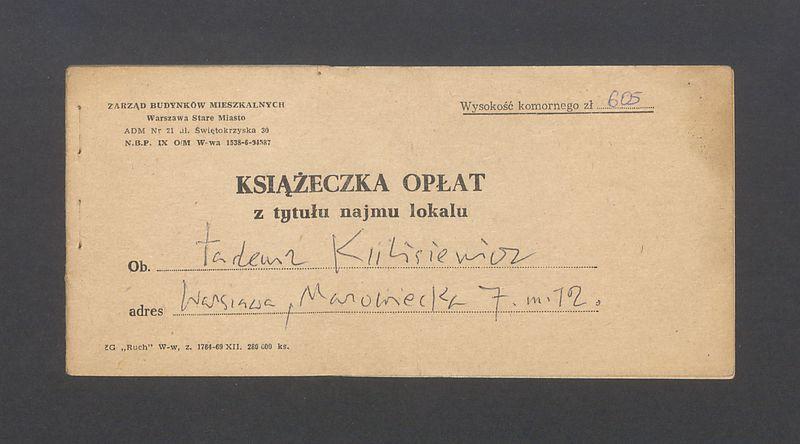 ZARZĄD BUDYNKÓW MIESZKALNYCH
Warszawa Stare Miasto
ADM Nr 21 ul. Świętokrzyska 30
N.B.P. IX O/M W-wa 1538-6-94587
Wysokość komornego zł 605
KSIĄŻECZKA OPŁAT
z tytułu najmu lokalu
Ob. Tadeusz Kulisiewicz
adres Warszawa, Mazowiecka 7. m. 12.
ZG „Ruch" W-w, z. 1764-69 XII. 280 000 ks.